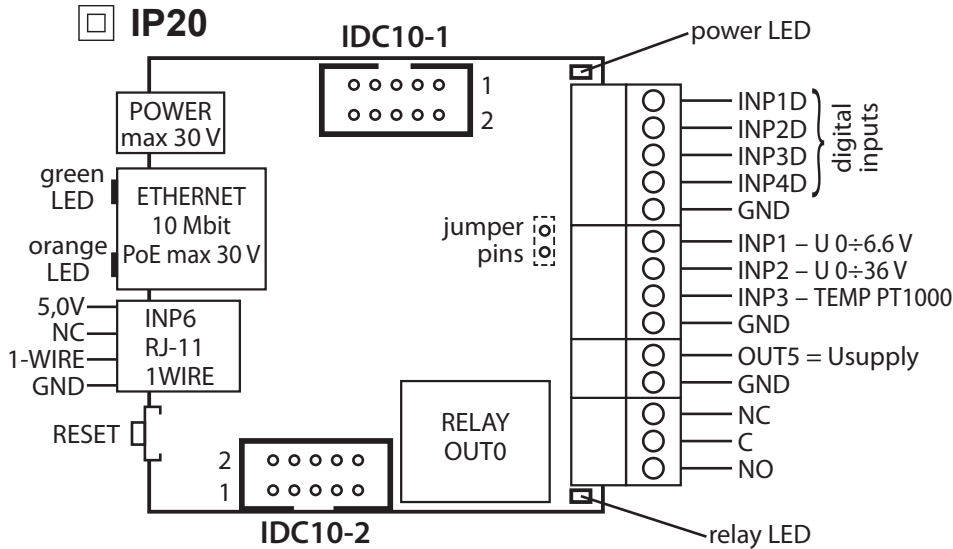 IP20
IDC10-1
power LED
1
2
POWER
max 30 V
green
LED
ETHERNET
10 Mbit
PoE max 30 V
orange
LED
5,0V
NC
1-WIRE
GND
INP6
RJ-11
1WIRE
RESET
jumper
pins
INP1D
INP2D
INP3D
INP4D
digital
inputs
GND
INP1 – U 0÷6.6 V
INP2 – U 0÷36 V
INP3 – TEMP PT1000
GND
OUT5 = Usupply
GND
NC
C
NO
RELAY
OUT0
2
1
IDC10-2
relay LED